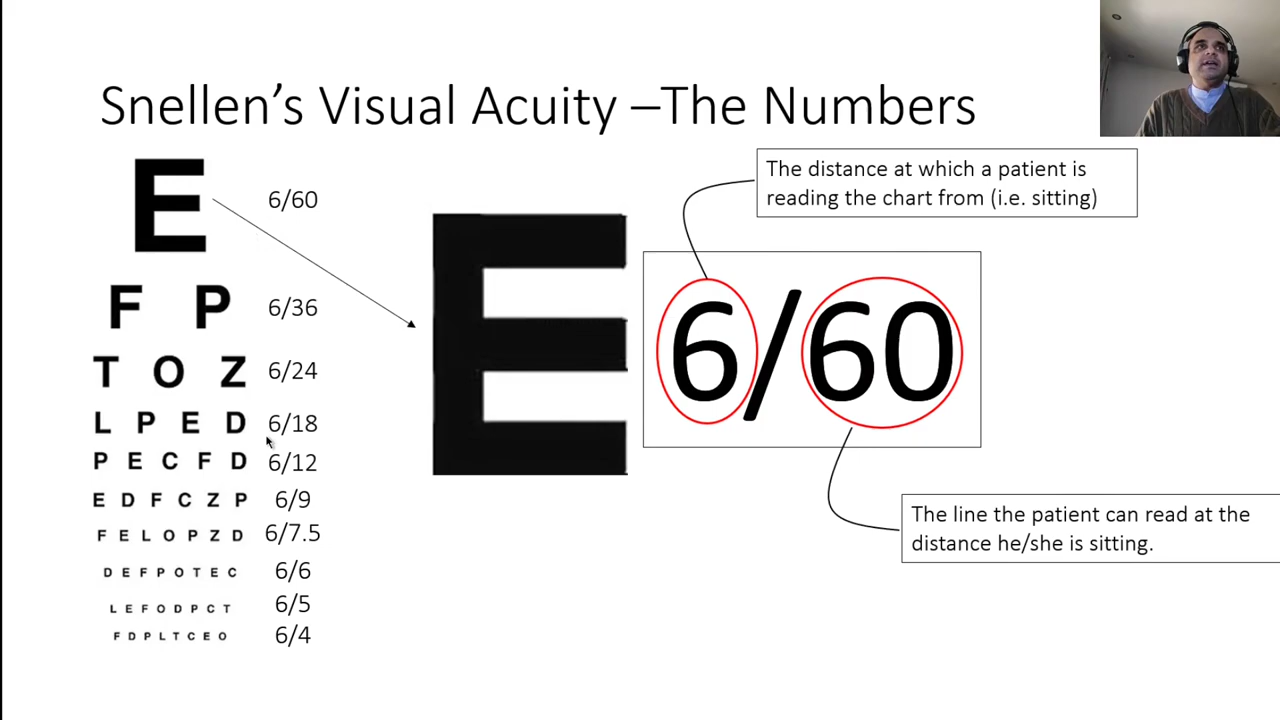 Snellen's Visual Acuity –The Numbers
E 6/60
F P 6/36
T O Z 6/24
L P E D 6/18
P E C F D 6/12
E D F C Z P 6/9
F E L O P Z D 6/7.5
D E F P O T E C 6/6
L E F O D P C T 6/5
F D P L T C E O 6/4
E
6/60
The distance at which a patient is
reading the chart from (i.e. sitting)
The line the patient can read at the
distance he/she is sitting.